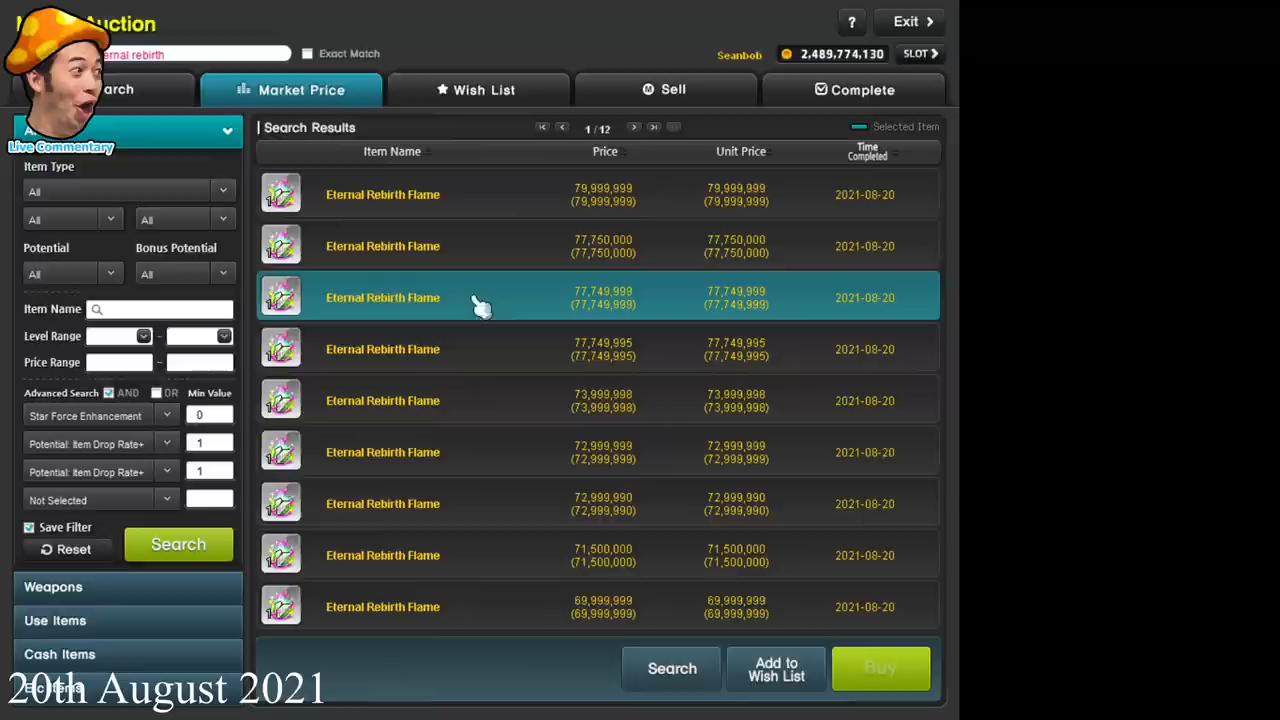 Auction
? Exit
ernal rebirth Exact Match Seanbob 2,489,774,130 SLOT
arch Market Price Wish List Sell Complete
Live Commentary
Search Results 1 / 12 Selected Item
Item Type
All
All All
Potential Bonus Potential
All All
Item Name
Level Range –
Price Range –
Advanced Search AND OR Min Value
Star Force Enhancement 0
Potential: Item Drop Rate+ 1
Potential: Item Drop Rate+ 1
Not Selected
Save Filter
Reset Search
Weapons
Use Items
Cash Items
Item Name Price Unit Price Time Completed
Eternal Rebirth Flame 79,999,999 (79,999,999) 79,999,999 (79,999,999) 2021-08-20
Eternal Rebirth Flame 77,750,000 (77,750,000) 77,750,000 (77,750,000) 2021-08-20
Eternal Rebirth Flame 77,749,999 (77,749,999) 77,749,999 (77,749,999) 2021-08-20
Eternal Rebirth Flame 77,749,995 (77,749,995) 77,749,995 (77,749,995) 2021-08-20
Eternal Rebirth Flame 73,999,998 (73,999,998) 73,999,998 (73,999,998) 2021-08-20
Eternal Rebirth Flame 72,999,999 (72,999,999) 72,999,999 (72,999,999) 2021-08-20
Eternal Rebirth Flame 72,999,990 (72,999,990) 72,999,990 (72,999,990) 2021-08-20
Eternal Rebirth Flame 71,500,000 (71,500,000) 71,500,000 (71,500,000) 2021-08-20
Eternal Rebirth Flame 69,999,999 (69,999,999) 69,999,999 (69,999,999) 2021-08-20
Search Add to Wish List Buy
20th August 2021